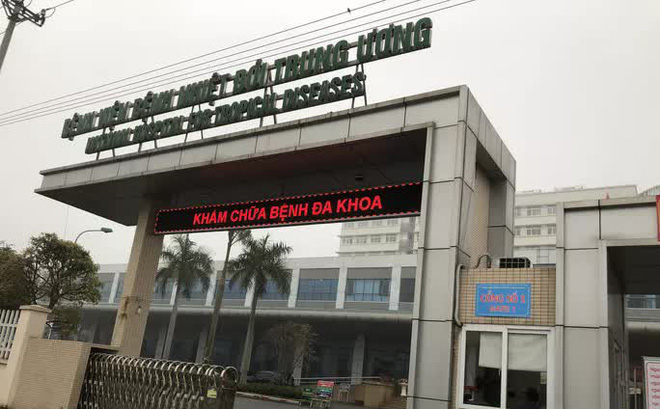 BỆNH VIỆN BỆNH NHIỆT ĐỚI TRUNG ƯƠNG
NATIONAL HOSPITAL FOR TROPICAL DISEASES
KHÁM CHỮA BỆNH ĐA KHOA
CỔNG SỐ 2